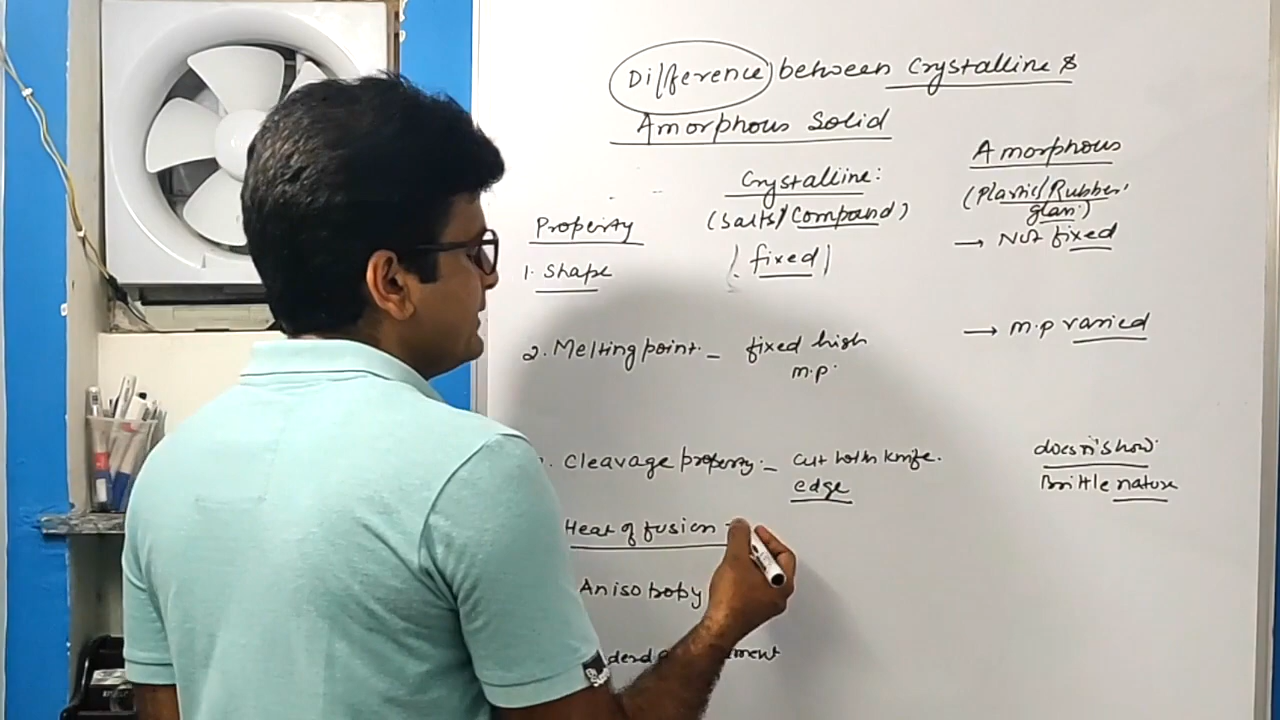 Difference between Crystalline &
Amorphous Solid
Property
Crystalline:
(Salts/Compound)
Amorphous
(Plastic/Rubber,
glass)
1. Shape
fixed
→ Not fixed
2. Melting point. – fixed high
m.p.
→ m.p varied
Cleavage property. – Cut with knife.
edge
doesn't show
Brittle nature
Heat of fusion –
Anisotropy